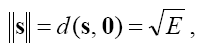 ‖s‖ = d(s, 0) = √E ,